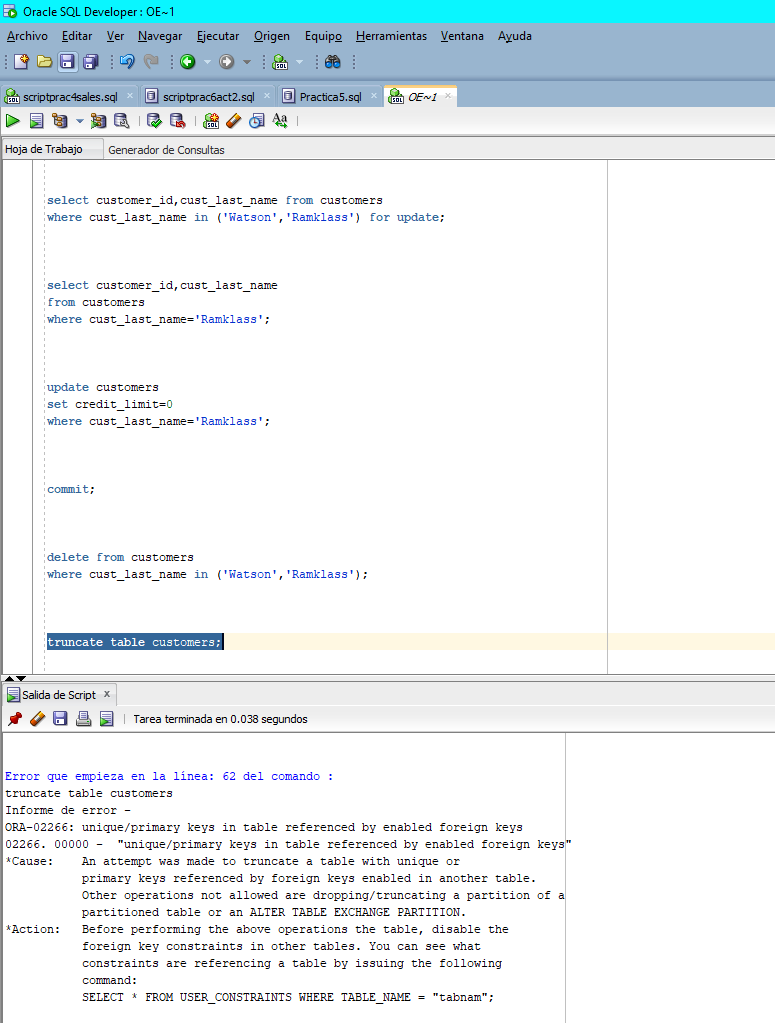 Oracle SQL Developer : OE~1
Archivo Editar Ver Navegar Ejecutar Origen Equipo Herramientas Ventana Ayuda
scriptprac4sales.sql × scriptprac6act2.sql × Practica5.sql × OE~1 ×
Hoja de Trabajo Generador de Consultas
select customer_id,cust_last_name from customers
where cust_last_name in ('Watson','Ramklass') for update;
select customer_id,cust_last_name
from customers
where cust_last_name='Ramklass';
update customers
set credit_limit=0
where cust_last_name='Ramklass';
commit;
delete from customers
where cust_last_name in ('Watson','Ramklass');
truncate table customers;
Salida de Script x
Tarea terminada en 0.038 segundos
Error que empieza en la línea: 62 del comando :
truncate table customers
Informe de error -
ORA-02266: unique/primary keys in table referenced by enabled foreign keys
02266. 00000 - "unique/primary keys in table referenced by enabled foreign keys"
*Cause: An attempt was made to truncate a table with unique or
primary keys referenced by foreign keys enabled in another table.
Other operations not allowed are dropping/truncating a partition of a
partitioned table or an ALTER TABLE EXCHANGE PARTITION.
*Action: Before performing the above operations the table, disable the
foreign key constraints in other tables. You can see what
constraints are referencing a table by issuing the following
command:
SELECT * FROM USER_CONSTRAINTS WHERE TABLE_NAME = "tabnam";